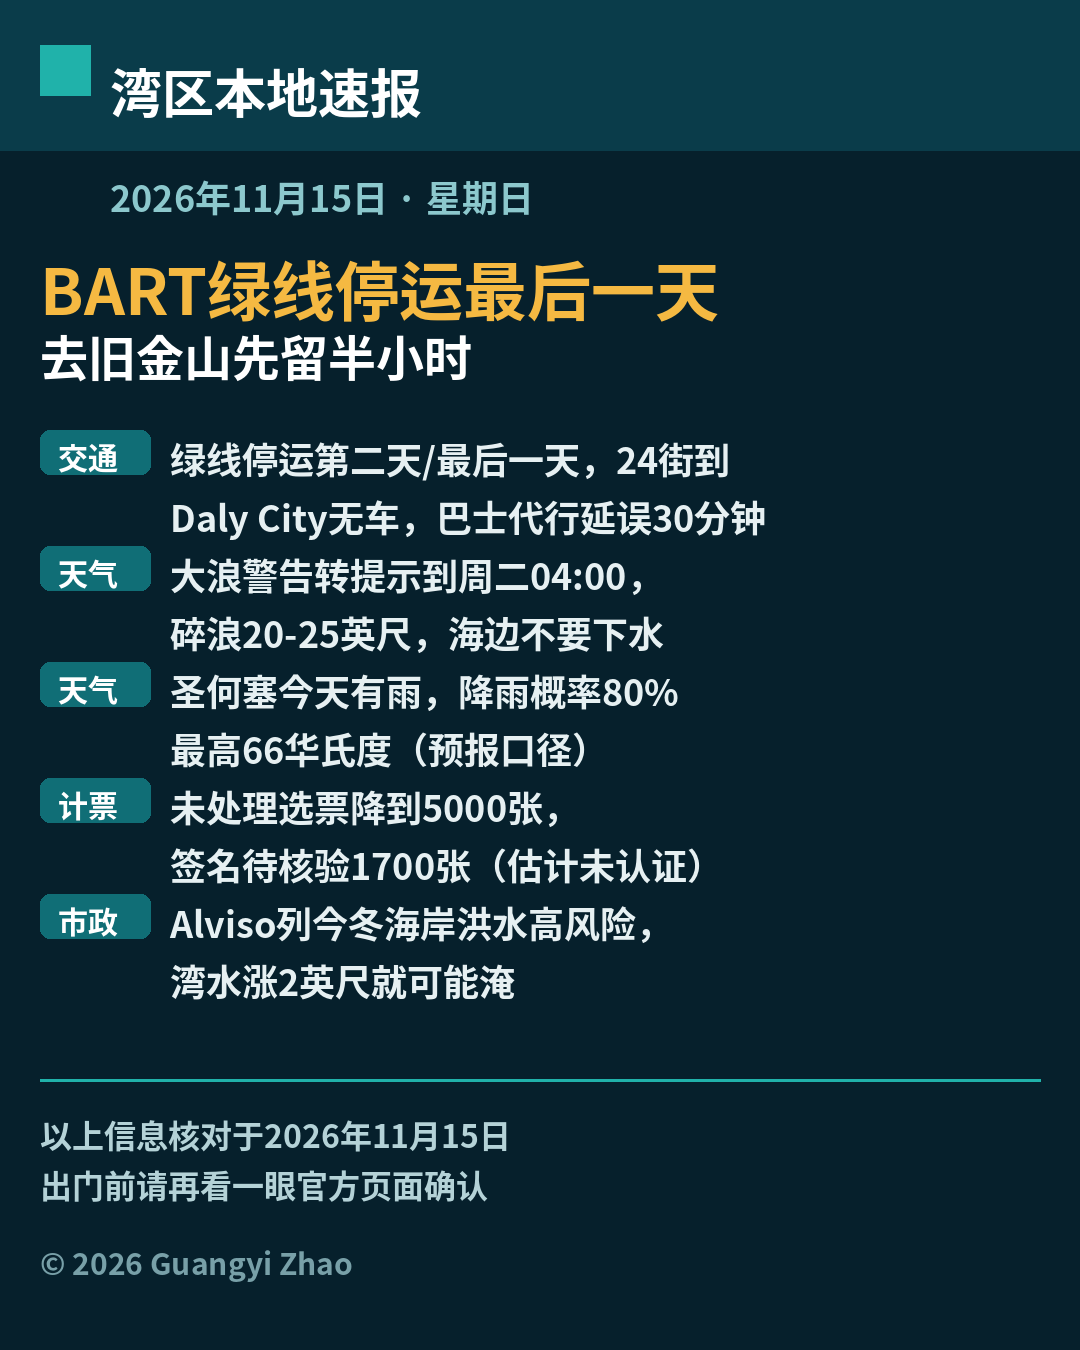 湾区本地速报
2026年11月15日 · 星期日
BART绿线停运最后一天
去旧金山先留半小时
交通
绿线停运第二天/最后一天，24街到
Daly City无车，巴士代行延误30分钟
天气
大浪警告转提示到周二04:00，
碎浪20-25英尺，海边不要下水
天气
圣何塞今天有雨，降雨概率80%
最高66华氏度（预报口径）
计票
未处理选票降到5000张，
签名待核验1700张（估计未认证）
市政
Alviso列今冬海岸洪水高风险，
湾水涨2英尺就可能淹
以上信息核对于2026年11月15日
出门前请再看一眼官方页面确认
© 2026 Guangyi Zhao